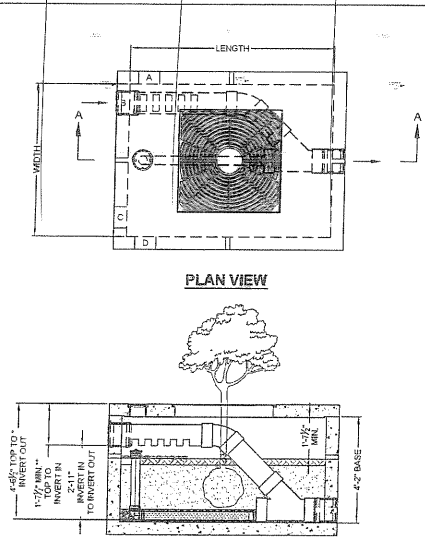 LENGTH
A
B
A
A
WIDTH
C
D
PLAN VIEW
4'-6½" TOP TO *
INVERT OUT
1'-7½" MIN **
TOP TO
INVERT IN
2'-11"
INVERT IN
TO INVERT OUT
1'-7½"
MIN.
4'-2" BASE